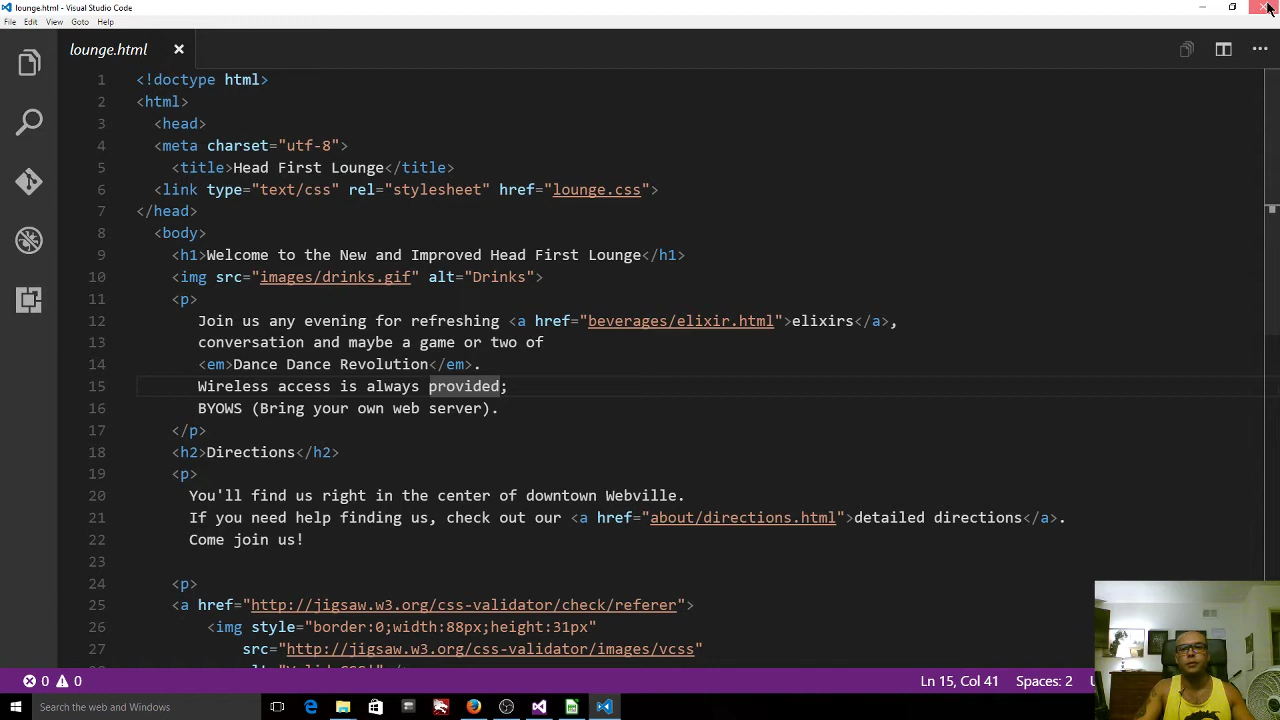 lounge.html - Visual Studio Code
File Edit View Goto Help
lounge.html
1 <!doctype html>
2 <html>
3 <head>
4 <meta charset="utf-8">
5 <title>Head First Lounge</title>
6 <link type="text/css" rel="stylesheet" href="lounge.css">
7 </head>
8 <body>
9 <h1>Welcome to the New and Improved Head First Lounge</h1>
10 <img src="images/drinks.gif" alt="Drinks">
11 <p>
12 Join us any evening for refreshing <a href="beverages/elixir.html">elixirs</a>,
13 conversation and maybe a game or two of
14 <em>Dance Dance Revolution</em>.
15 Wireless access is always provided;
16 BYOWS (Bring your own web server).
17 </p>
18 <h2>Directions</h2>
19 <p>
20 You'll find us right in the center of downtown Webville.
21 If you need help finding us, check out our <a href="about/directions.html">detailed directions</a>.
22 Come join us!
23
24 <p>
25 <a href="http://jigsaw.w3.org/css-validator/check/referer">
26 <img style="border:0;width:88px;height:31px"
27 src="http://jigsaw.w3.org/css-validator/images/vcss"
0 0 Ln 15, Col 41 Spaces: 2
Search the web and Windows